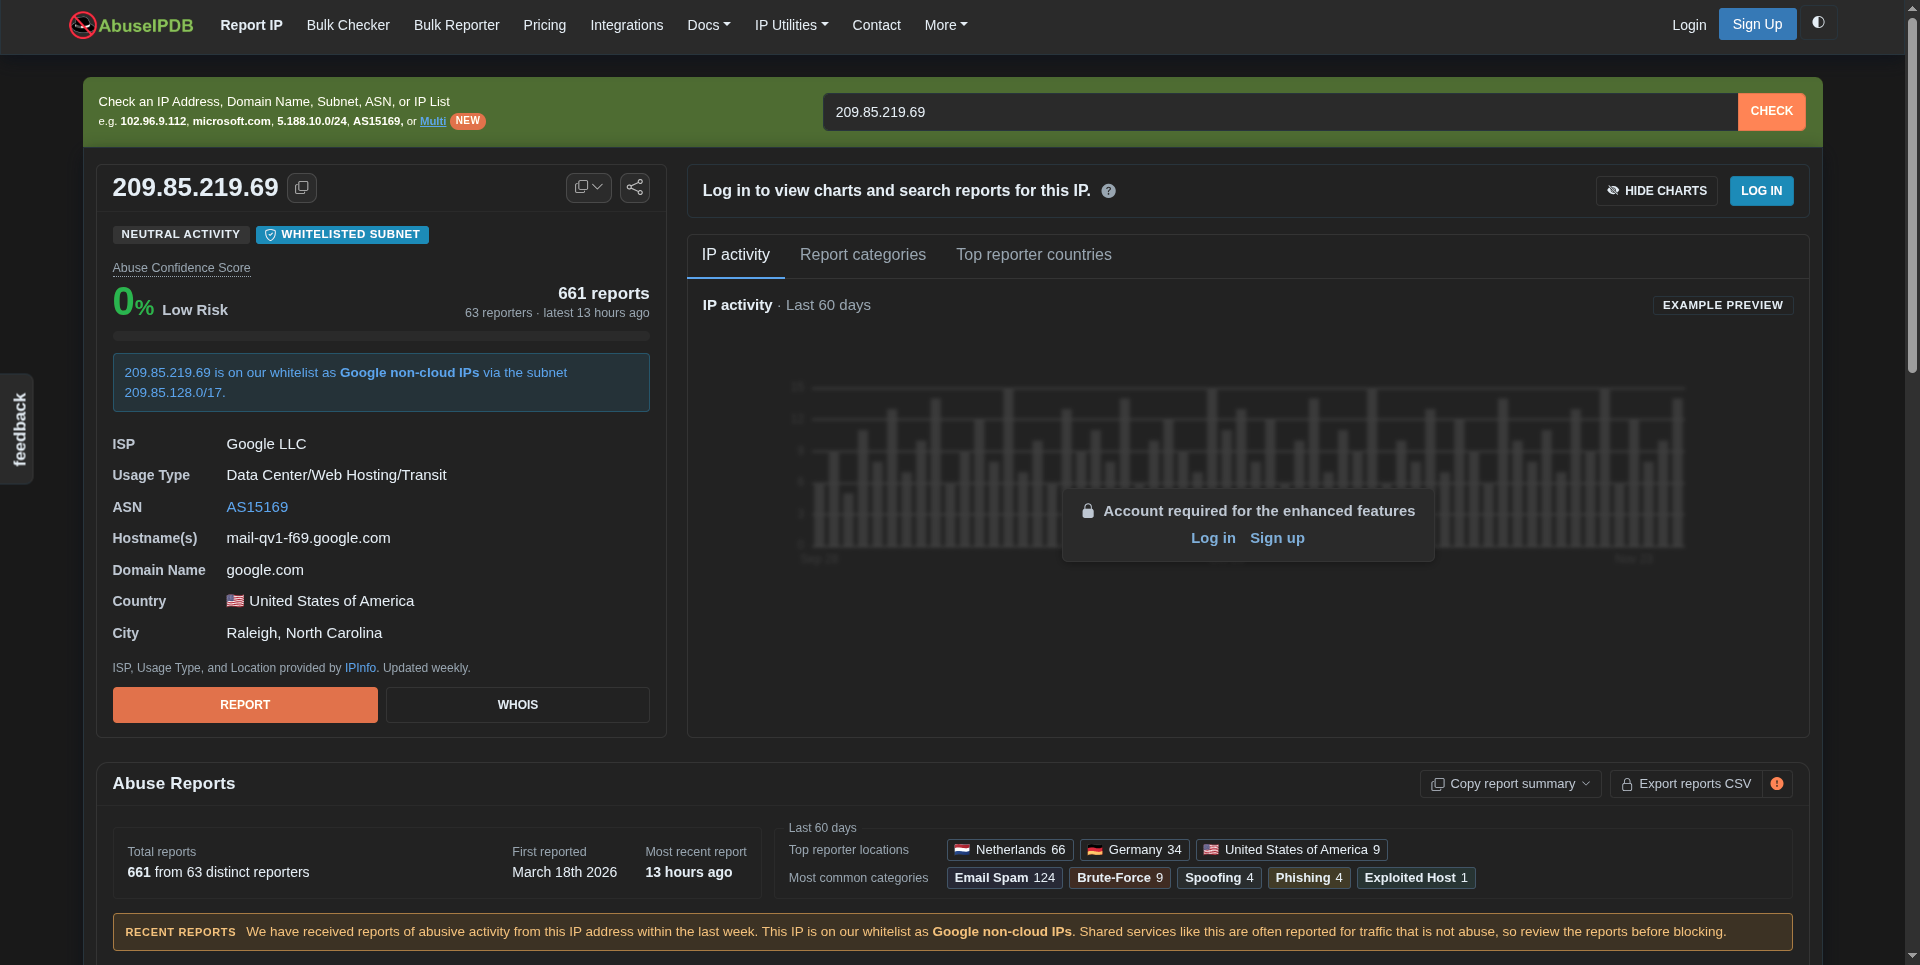 AbuseIPDB Report IP Bulk Checker Bulk Reporter Pricing Integrations Docs IP Utilities Contact More Login Sign Up
Check an IP Address, Domain Name, Subnet, ASN, or IP List
e.g. 102.96.9.112, microsoft.com, 5.188.10.0/24, AS15169, or Multi NEW
209.85.219.69 CHECK
feedback
209.85.219.69
NEUTRAL ACTIVITY WHITELISTED SUBNET
Abuse Confidence Score
0% Low Risk
661 reports
63 reporters · latest 13 hours ago
209.85.219.69 is on our whitelist as Google non-cloud IPs via the subnet
209.85.128.0/17.
ISP Google LLC
Usage Type Data Center/Web Hosting/Transit
ASN AS15169
Hostname(s) mail-qv1-f69.google.com
Domain Name google.com
Country United States of America
City Raleigh, North Carolina
ISP, Usage Type, and Location provided by IPInfo. Updated weekly.
REPORT WHOIS
Log in to view charts and search reports for this IP. ? HIDE CHARTS LOG IN
IP activity Report categories Top reporter countries
IP activity · Last 60 days EXAMPLE PREVIEW
Account required for the enhanced features
Log in Sign up
Abuse Reports
Copy report summary Export reports CSV !
Total reports
661 from 63 distinct reporters
First reported
March 18th 2026
Most recent report
13 hours ago
Last 60 days
Top reporter locations Netherlands 66 Germany 34 United States of America 9
Most common categories Email Spam 124 Brute-Force 9 Spoofing 4 Phishing 4 Exploited Host 1
RECENT REPORTS We have received reports of abusive activity from this IP address within the last week. This IP is on our whitelist as Google non-cloud IPs. Shared services like this are often reported for traffic that is not abuse, so review the reports before blocking.